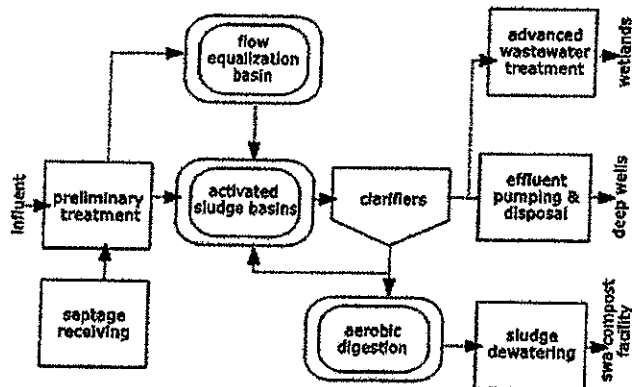 flow
equalization
basin
advanced
wastewater
treatment
wetlands
influent
preliminary
treatment
activated
sludge basins
clarifiers
effluent
pumping &
disposal
deep wells
septage
receiving
aerobic
digestion
sludge
dewatering
swa compost
facility